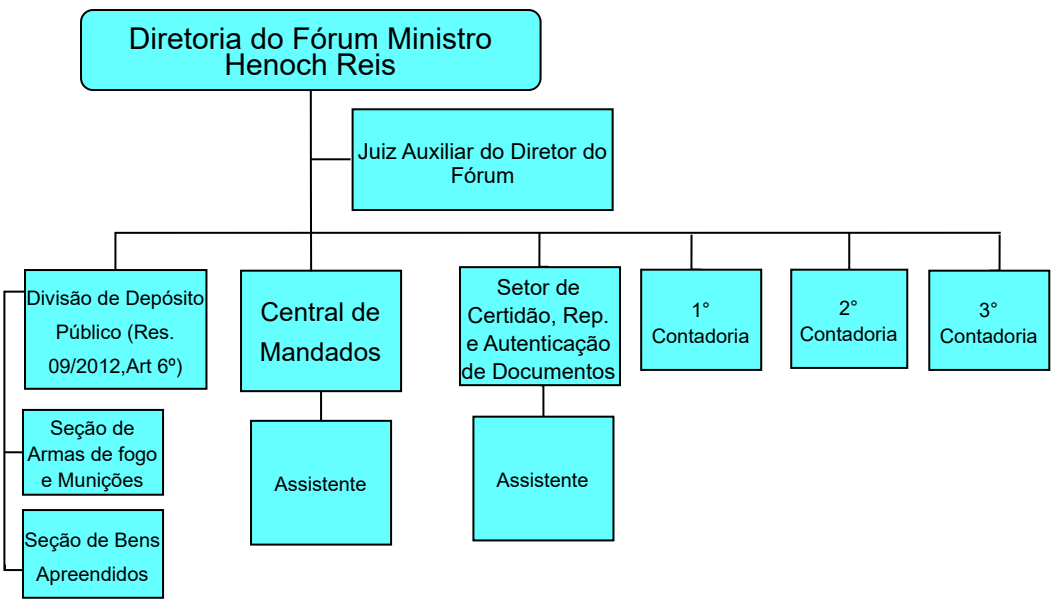 Diretoria do Fórum Ministro
Henoch Reis
Juiz Auxiliar do Diretor do
Fórum
Divisão de Depósito
Público (Res.
09/2012,Art 6º)
Central de
Mandados
Setor de
Certidão, Rep.
e Autenticação
de Documentos
1°
Contadoria
2°
Contadoria
3°
Contadoria
Seção de
Armas de fogo
e Munições
Assistente
Assistente
Seção de Bens
Apreendidos